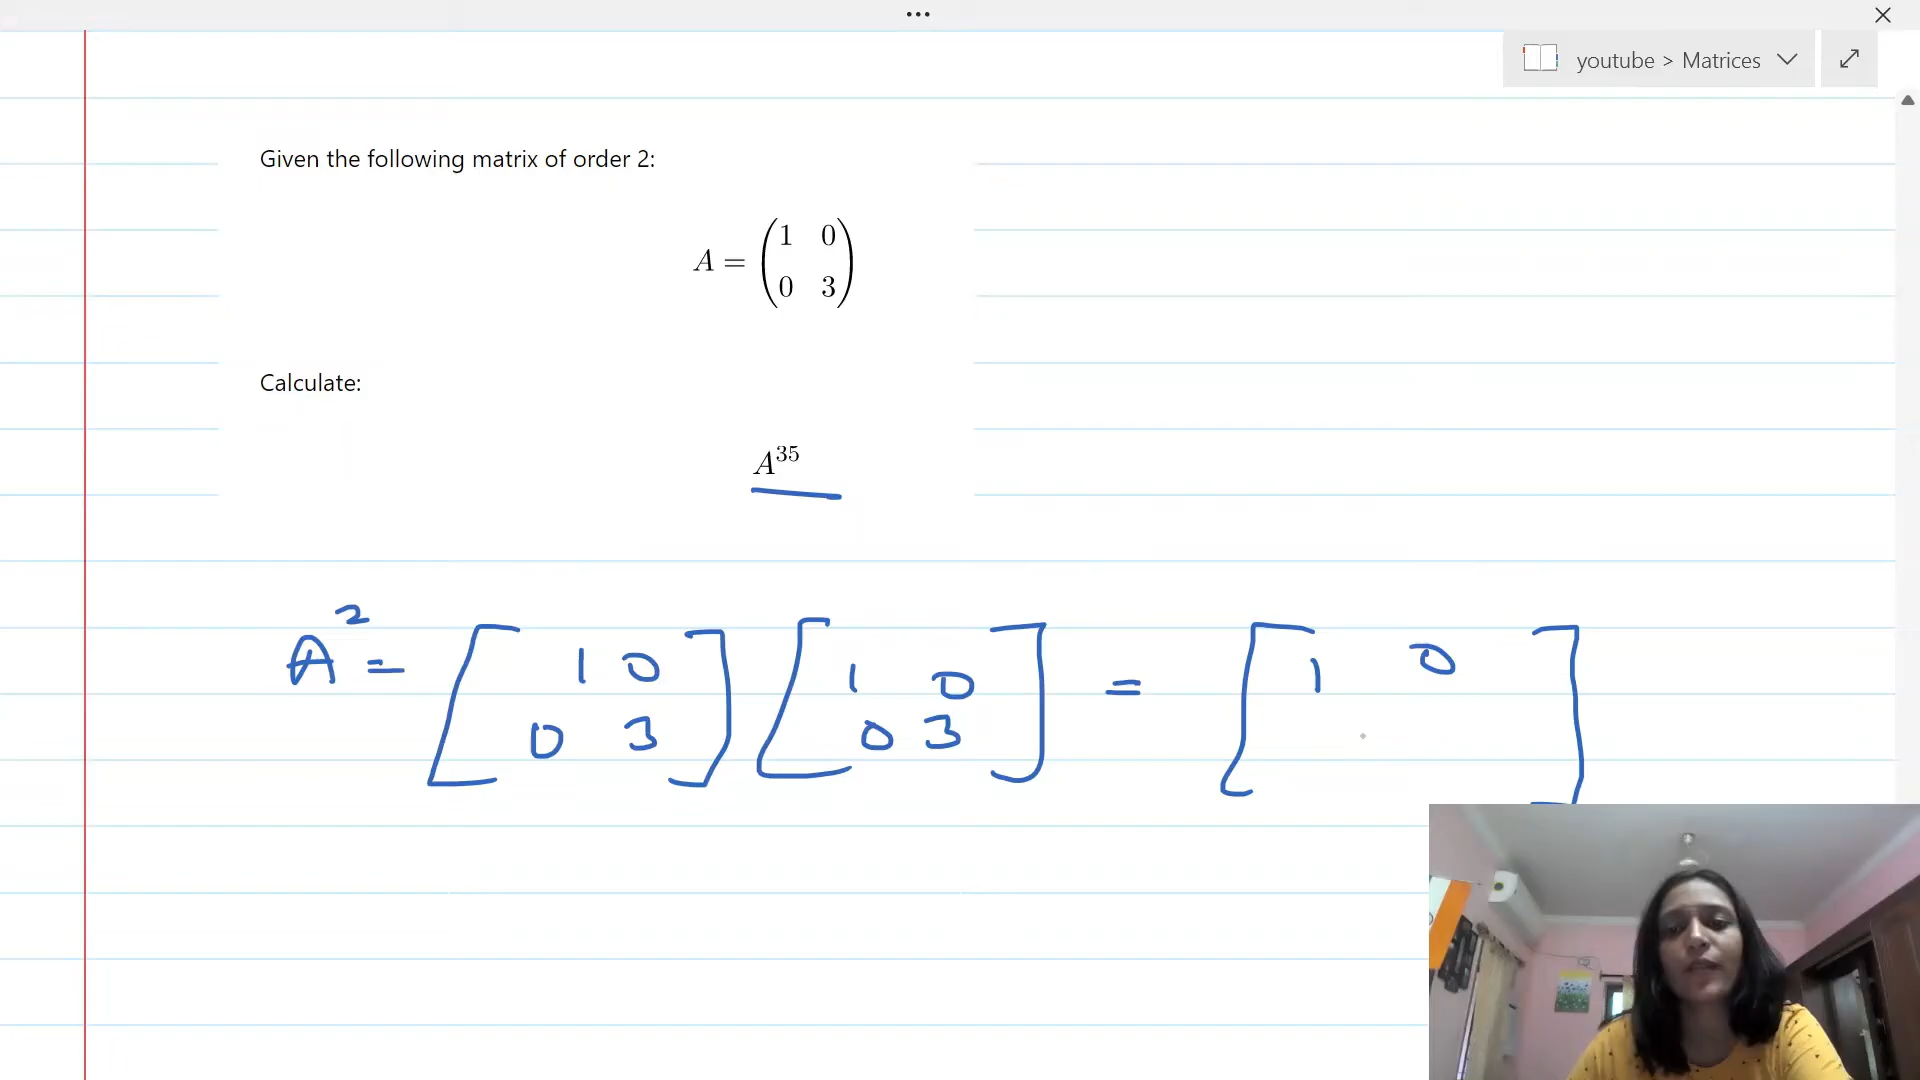 youtube > Matrices
Given the following matrix of order 2:
A = (1 0
0 3)
Calculate:
A^35
A^2 = [1 0 [1 0 = [1 0
0 3] 0 3] ]